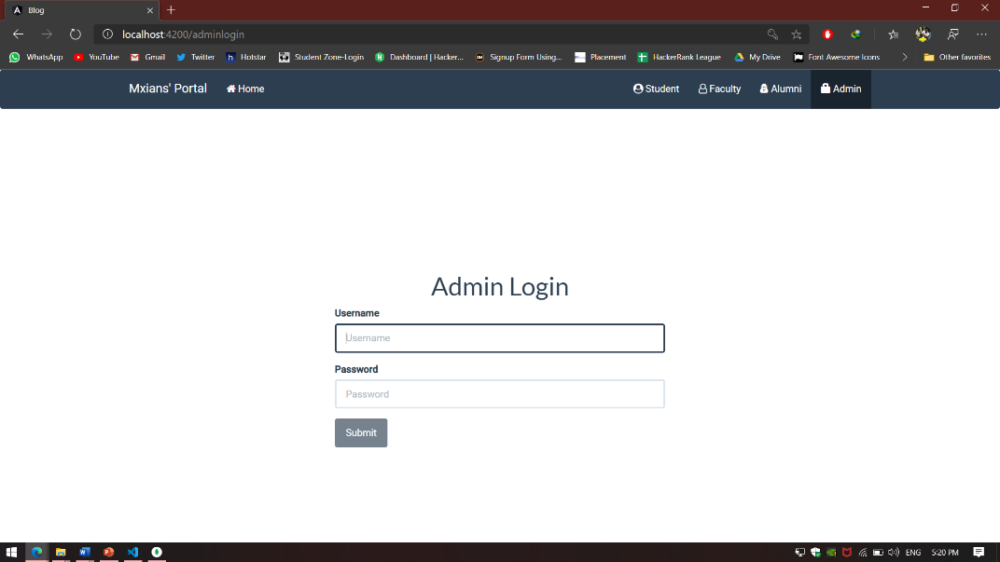 Blog
localhost:4200/adminlogin
WhatsApp YouTube Gmail Twitter Hotstar Student Zone-Login Dashboard | Hacker... Signup Form Using... Placement HackerRank League My Drive Font Awesome Icons Other favorites
Mxians' Portal Home Student Faculty Alumni Admin
Admin Login
Username
Username
Password
Password
Submit
ENG 5:20 PM